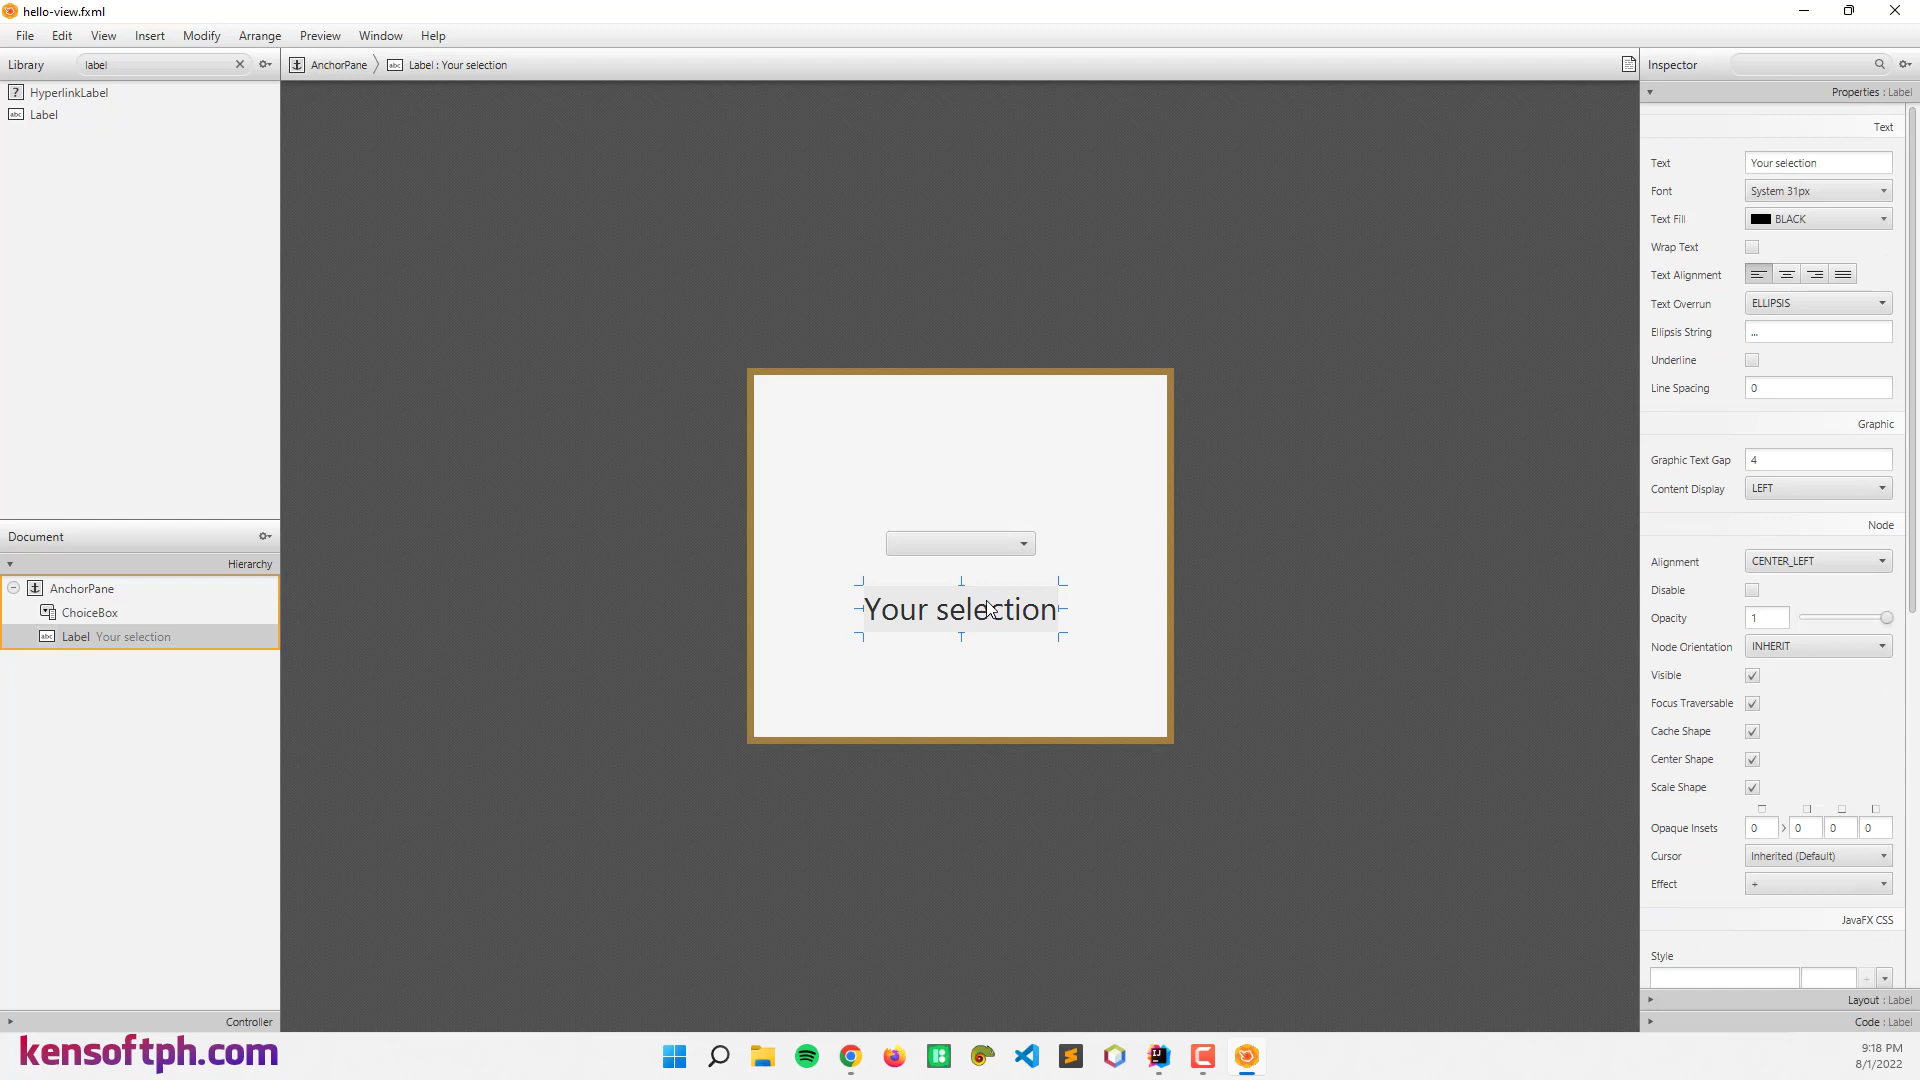 hello-view.fxml
File Edit View Insert Modify Arrange Preview Window Help
Library label
AnchorPane Label : Your selection
Inspector
? HyperlinkLabel
abc Label
Properties : Label
Text
Text Your selection
Font System 31px
Text Fill BLACK
Wrap Text
Text Alignment
Text Overrun ELLIPSIS
Ellipsis String ...
Underline
Line Spacing 0
Graphic
Graphic Text Gap 4
Content Display LEFT
Node
Alignment CENTER_LEFT
Disable
Opacity 1
Node Orientation INHERIT
Visible
Focus Traversable
Cache Shape
Center Shape
Scale Shape
Opaque Insets 0 0 0 0
Cursor Inherited (Default)
Effect +
JavaFX CSS
Style
Layout : Label
Code : Label
Document
Hierarchy
AnchorPane
ChoiceBox
abc Label Your selection
Controller
Your selection
kensoftph.com
9:18 PM
8/1/2022